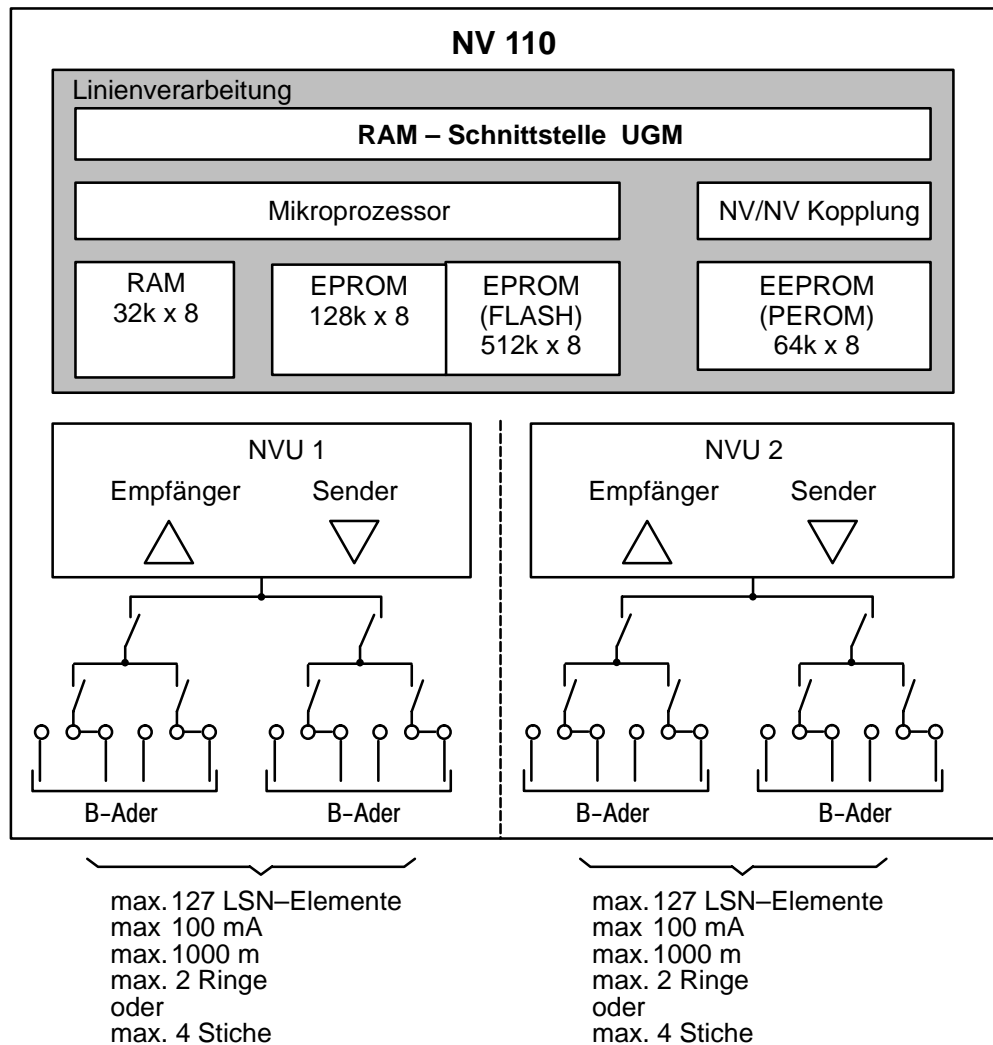 NV 110
Linienverarbeitung
RAM – Schnittstelle UGM
Mikroprozessor
NV/NV Kopplung
RAM
32k x 8
EPROM
128k x 8
EPROM
(FLASH)
512k x 8
EEPROM
(PEROM)
64k x 8
NVU 1
Empfänger Sender
NVU 2
Empfänger Sender
B-Ader
B-Ader
B-Ader
B-Ader
max. 127 LSN–Elemente
max 100 mA
max. 1000 m
max. 2 Ringe
oder
max. 4 Stiche
max. 127 LSN–Elemente
max 100 mA
max. 1000 m
max. 2 Ringe
oder
max. 4 Stiche